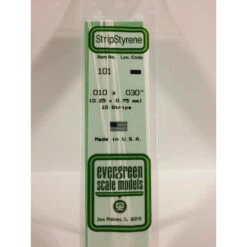 StripStyrene
Item No. Loc. Code
101
.010 x .030"
(0.25 x 0.75 mm)
10 Strips
Made in U.S.A.
evergreen
scale models
Des Plaines, IL 60018